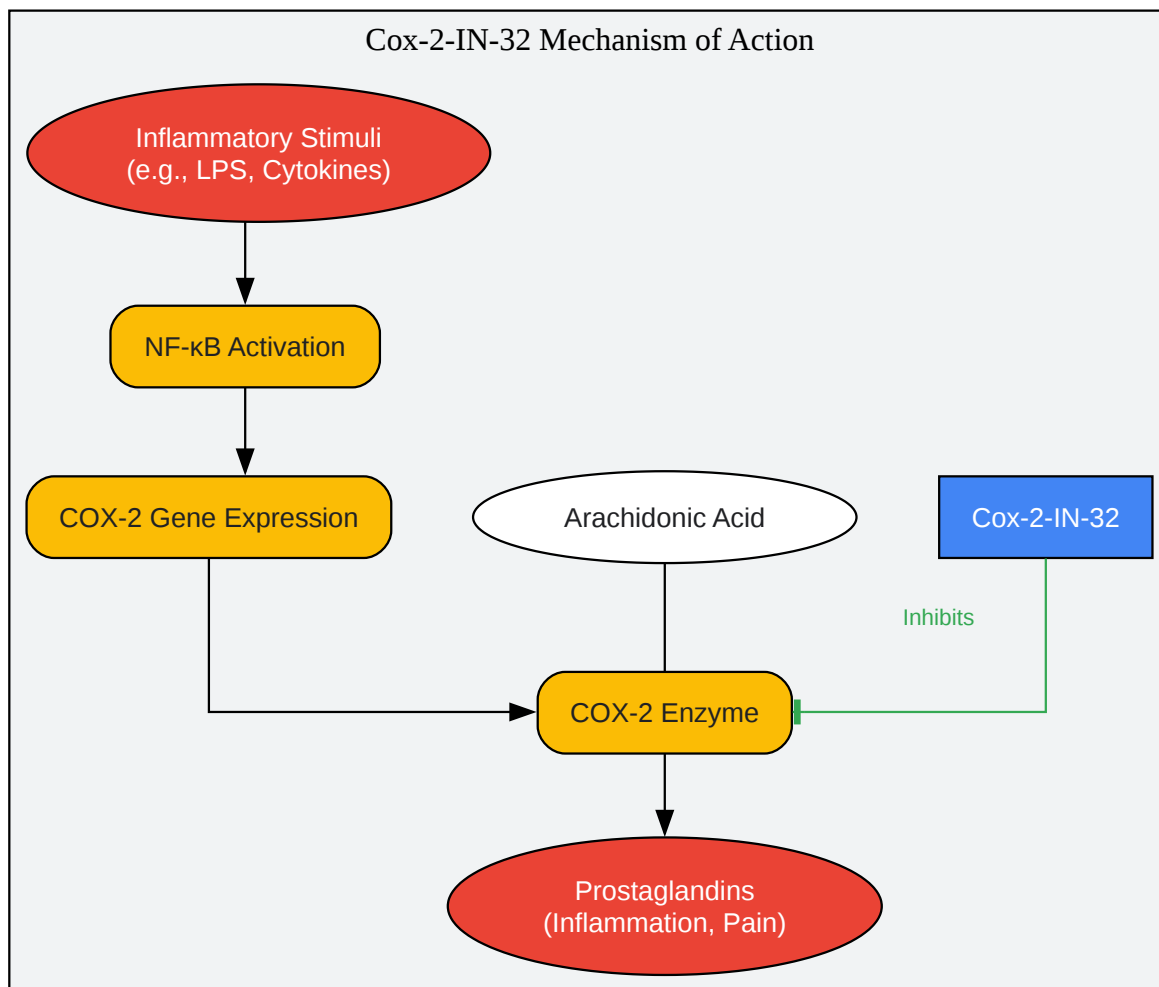 Cox-2-IN-32 Mechanism of Action
Inflammatory Stimuli
(e.g., LPS, Cytokines)
NF-κB Activation
COX-2 Gene Expression
Arachidonic Acid
Cox-2-IN-32
Inhibits
COX-2 Enzyme
Prostaglandins
(Inflammation, Pain)